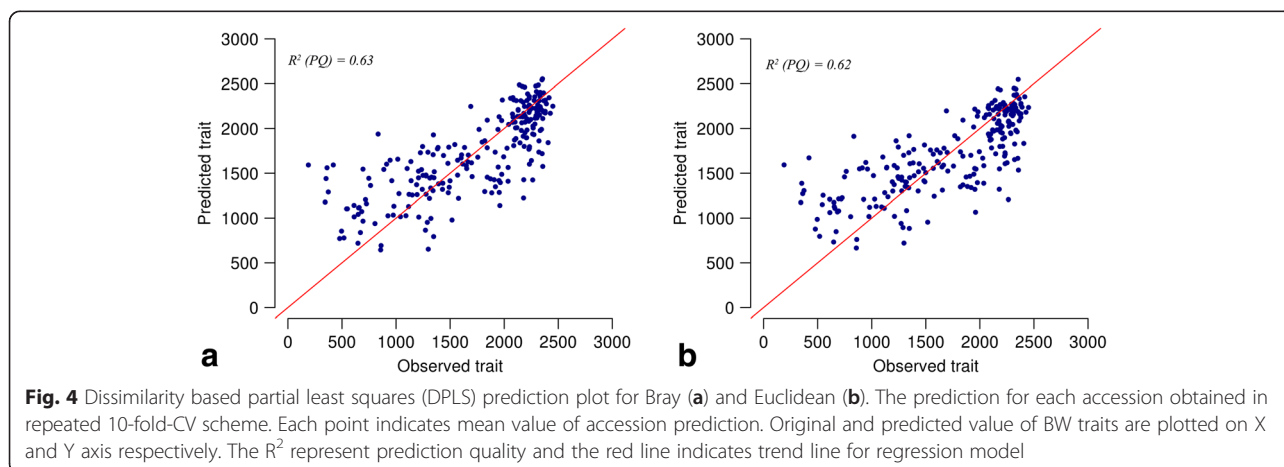 3000
2500
2000
1500
1000
500
0
Predicted trait
R² (PQ) = 0.63
0 500 1000 1500 2000 2500 3000
Observed trait
a
3000
2500
2000
1500
1000
500
0
Predicted trait
R² (PQ) = 0.62
0 500 1000 1500 2000 2500 3000
Observed trait
b
Fig. 4 Dissimilarity based partial least squares (DPLS) prediction plot for Bray (a) and Euclidean (b). The prediction for each accession obtained in
repeated 10-fold-CV scheme. Each point indicates mean value of accession prediction. Original and predicted value of BW traits are plotted on X
and Y axis respectively. The R² represent prediction quality and the red line indicates trend line for regression model